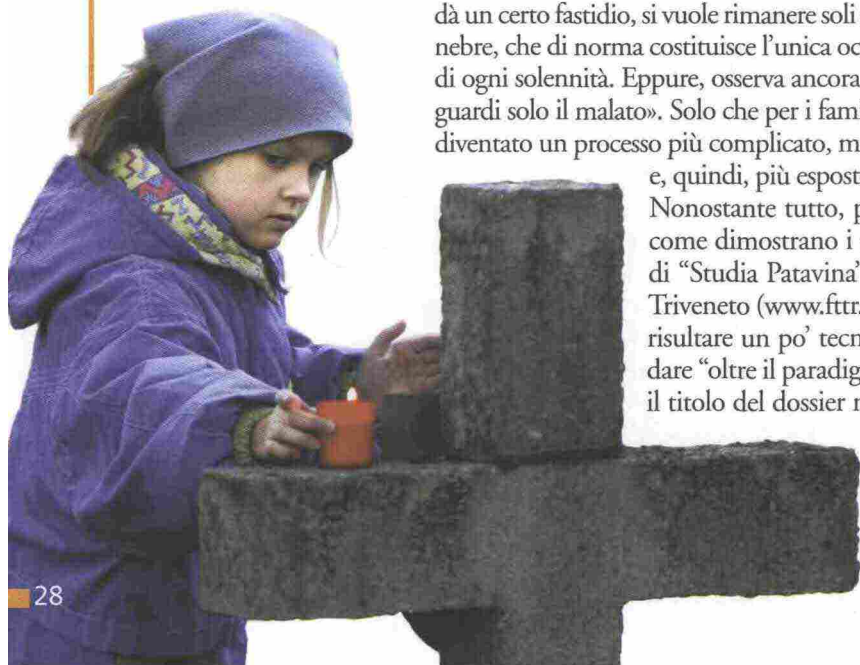 dà un certo fastidio, si vuole rimanere soli
nebre, che di norma costituisce l'unica oc
di ogni solennità. Eppure, osserva ancora
guardi solo il malato». Solo che per i fam
diventato un processo più complicato, m
e, quindi, più espost
Nonostante tutto, p
come dimostrano i
di “Studia Patavina”
Triveneto (www.fttr.
risultare un po’ tecn
dare “oltre il paradig
il titolo del dossier
28